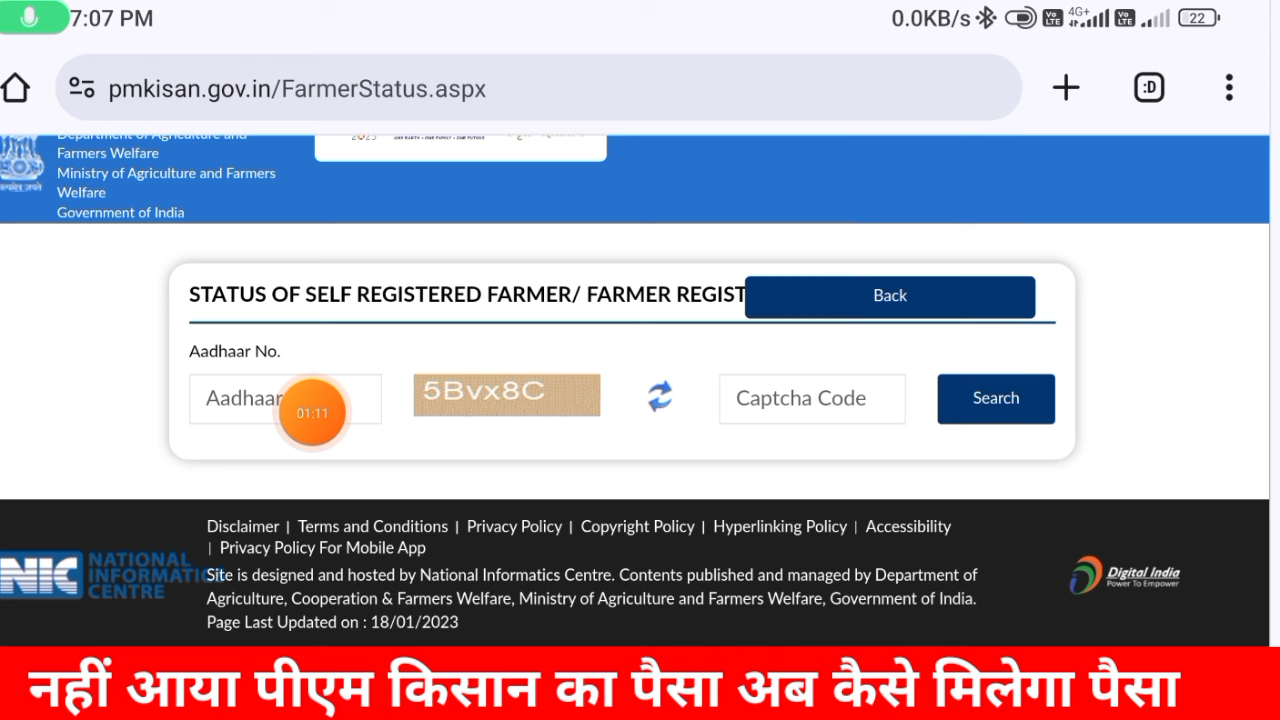 7:07 PM
0.0KB/s
4G+
22
pmkisan.gov.in/FarmerStatus.aspx
:D
Department of Agriculture and
Farmers Welfare
Ministry of Agriculture and Farmers
Welfare
Government of India
STATUS OF SELF REGISTERED FARMER/ FARMER REGIST
Back
Aadhaar No.
Aadhaar
01:11
5Bvx8C
Captcha Code
Search
Disclaimer | Terms and Conditions | Privacy Policy | Copyright Policy | Hyperlinking Policy | Accessibility
| Privacy Policy For Mobile App
NIC
NATIONAL
INFORMATICS
CENTRE
Site is designed and hosted by National Informatics Centre. Contents published and managed by Department of
Agriculture, Cooperation & Farmers Welfare, Ministry of Agriculture and Farmers Welfare, Government of India.
Page Last Updated on : 18/01/2023
Digital India
Power To Empower
नहीं आया पीएम किसान का पैसा अब कैसे मिलेगा पैसा